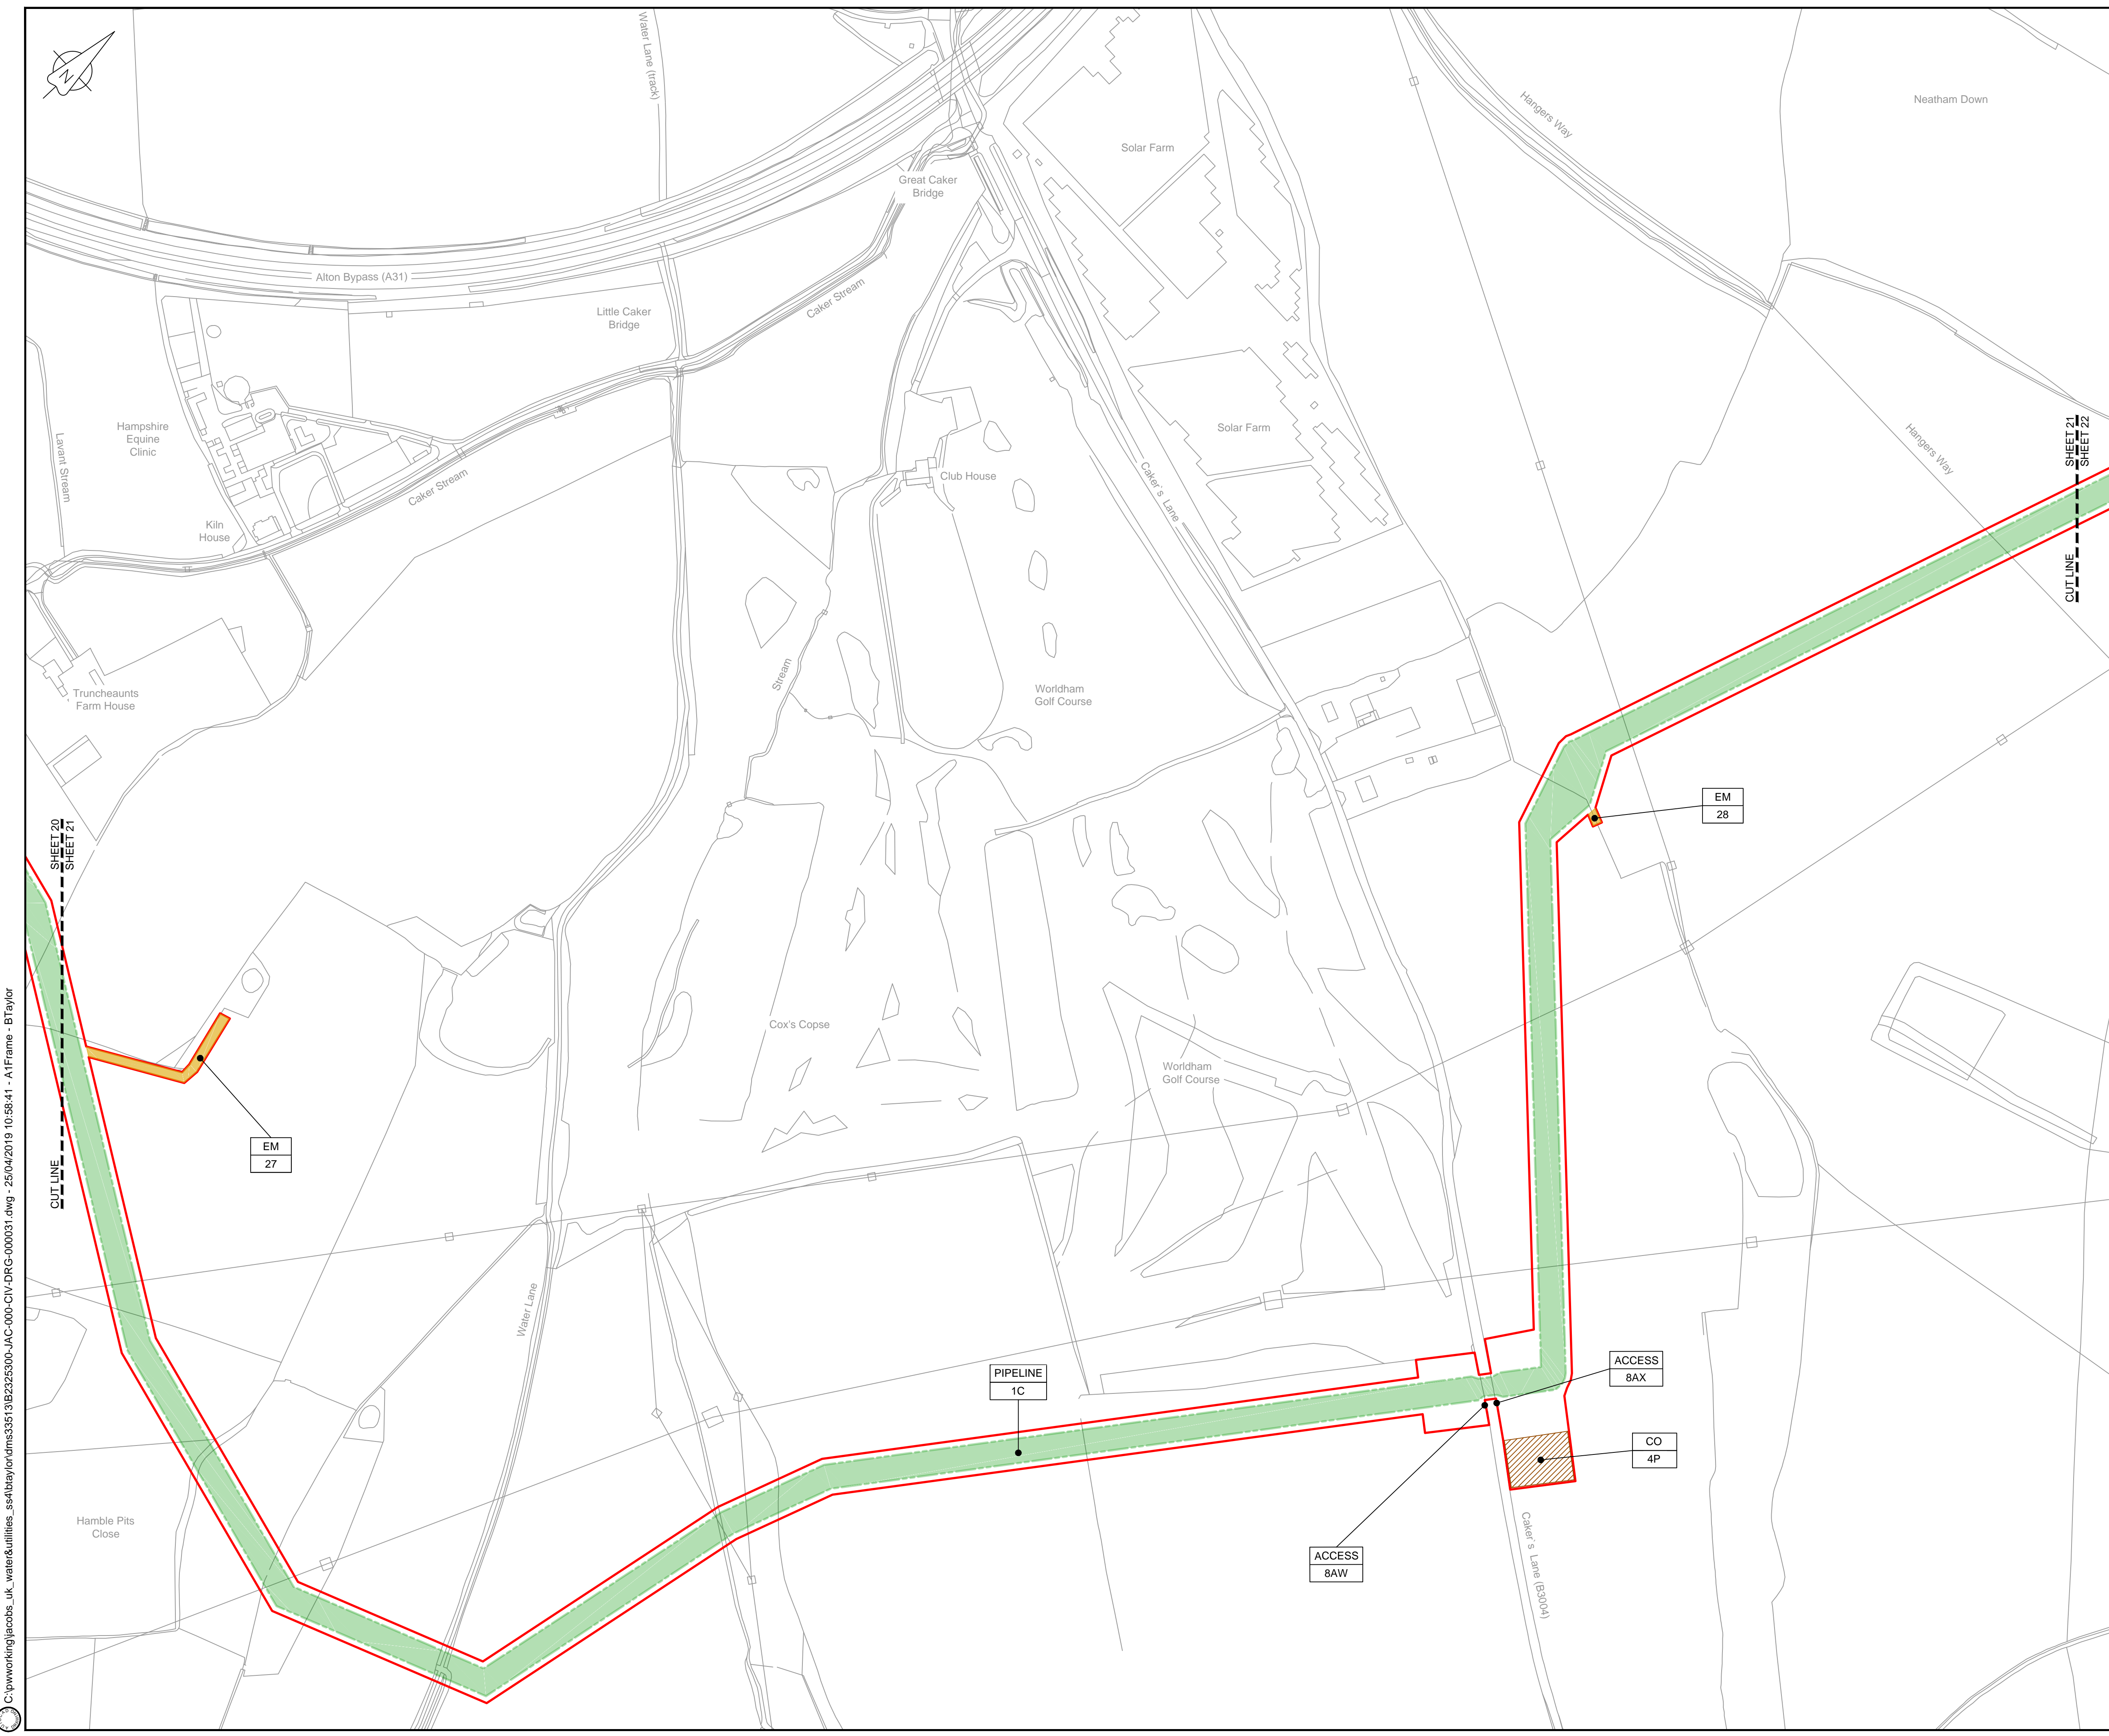 N
Water Lane (track)
Solar Farm
Hangers Way
Neatham Down
Great Caker
Bridge
Alton Bypass (A31)
Caker Stream
Little Caker
Bridge
Hampshire
Equine
Clinic
Lavant Stream
Kiln
House
Caker Stream
Club House
Caker`s Lane
Solar Farm
Hangers Way
SHEET 21
SHEET 22
CUT LINE
Truncheaunts
Farm House
Stream
Worldham
Golf Course
EM
28
SHEET 20
SHEET 21
CUT LINE
EM
27
Cox's Copse
Worldham
Golf Course
Water Lane
PIPELINE
1C
ACCESS
8AX
CO
4P
ACCESS
8AW
Caker`s Lane (B3004)
Hamble Pits
Close
C:\pwworking\jacobs_uk_water&utilities_ss4\btaylor\dms33513\B2325300-JAC-000-CIV-DRG-000031.dwg - 25/04/2019 10:58:41 - A1Frame - BTaylor